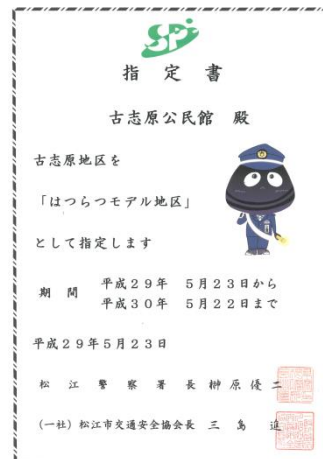 SP
指定書
古志原公民館 殿
古志原地区を
「はつらつモデル地区」
として指定します
期間 平成29年 5月23日から
平成30年 5月22日まで
平成29年5月23日
松江警察署長 榊原優二
(一社)松江市交通安全協会長 三島 進